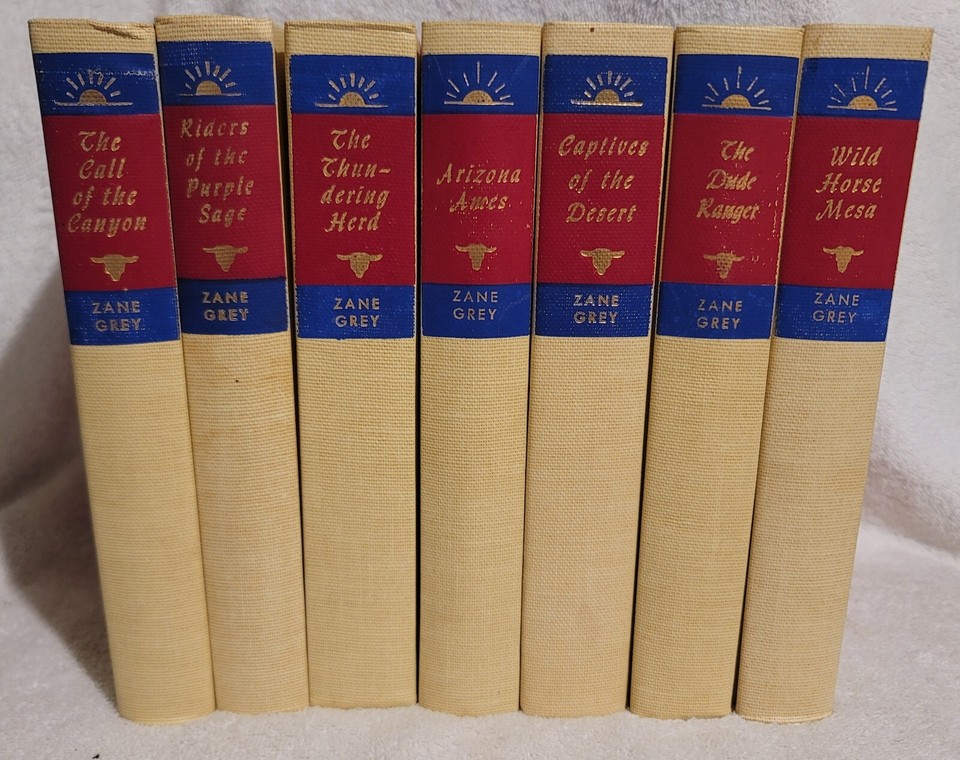 The
Call
of the
Canyon
ZANE
GREY
Riders
of the
Purple
Sage
ZANE
GREY
The
Thun-
dering
Herd
ZANE
GREY
Arizona
Ames
ZANE
GREY
Captives
of the
Desert
ZANE
GREY
The
Dude
Ranger
ZANE
GREY
Wild
Horse
Mesa
ZANE
GREY